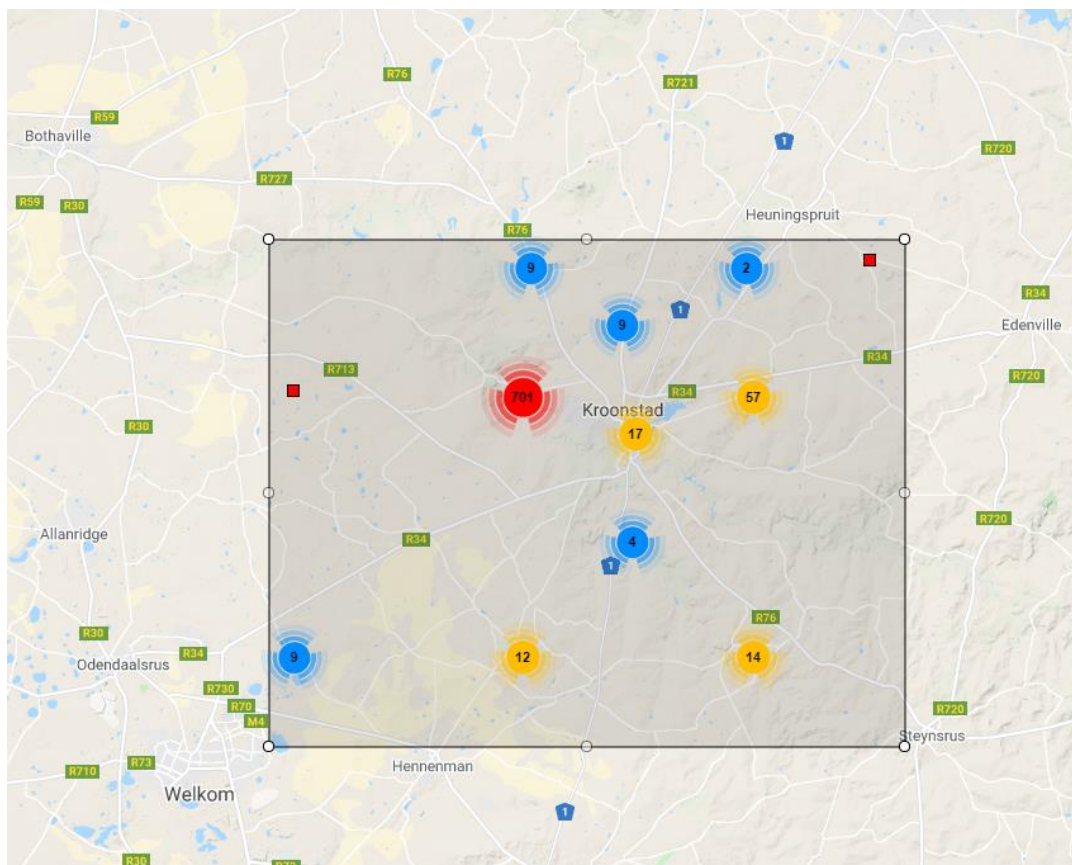 R76
R721
R59
Bothaville
1
R720
R727
R59
R30
Heuningspruit
R76
9
2
R34
1
9
Edenville
R34
R713
R720
R34
701
57
Kroonstad
R30
17
R720
Allanridge
R34
4
1
R76
R30
R34
Odendaalsrus
9
12
14
R730
R70
M4
R720
Steynsrus
R710
R73
Hennenman
Welkom
1
R30